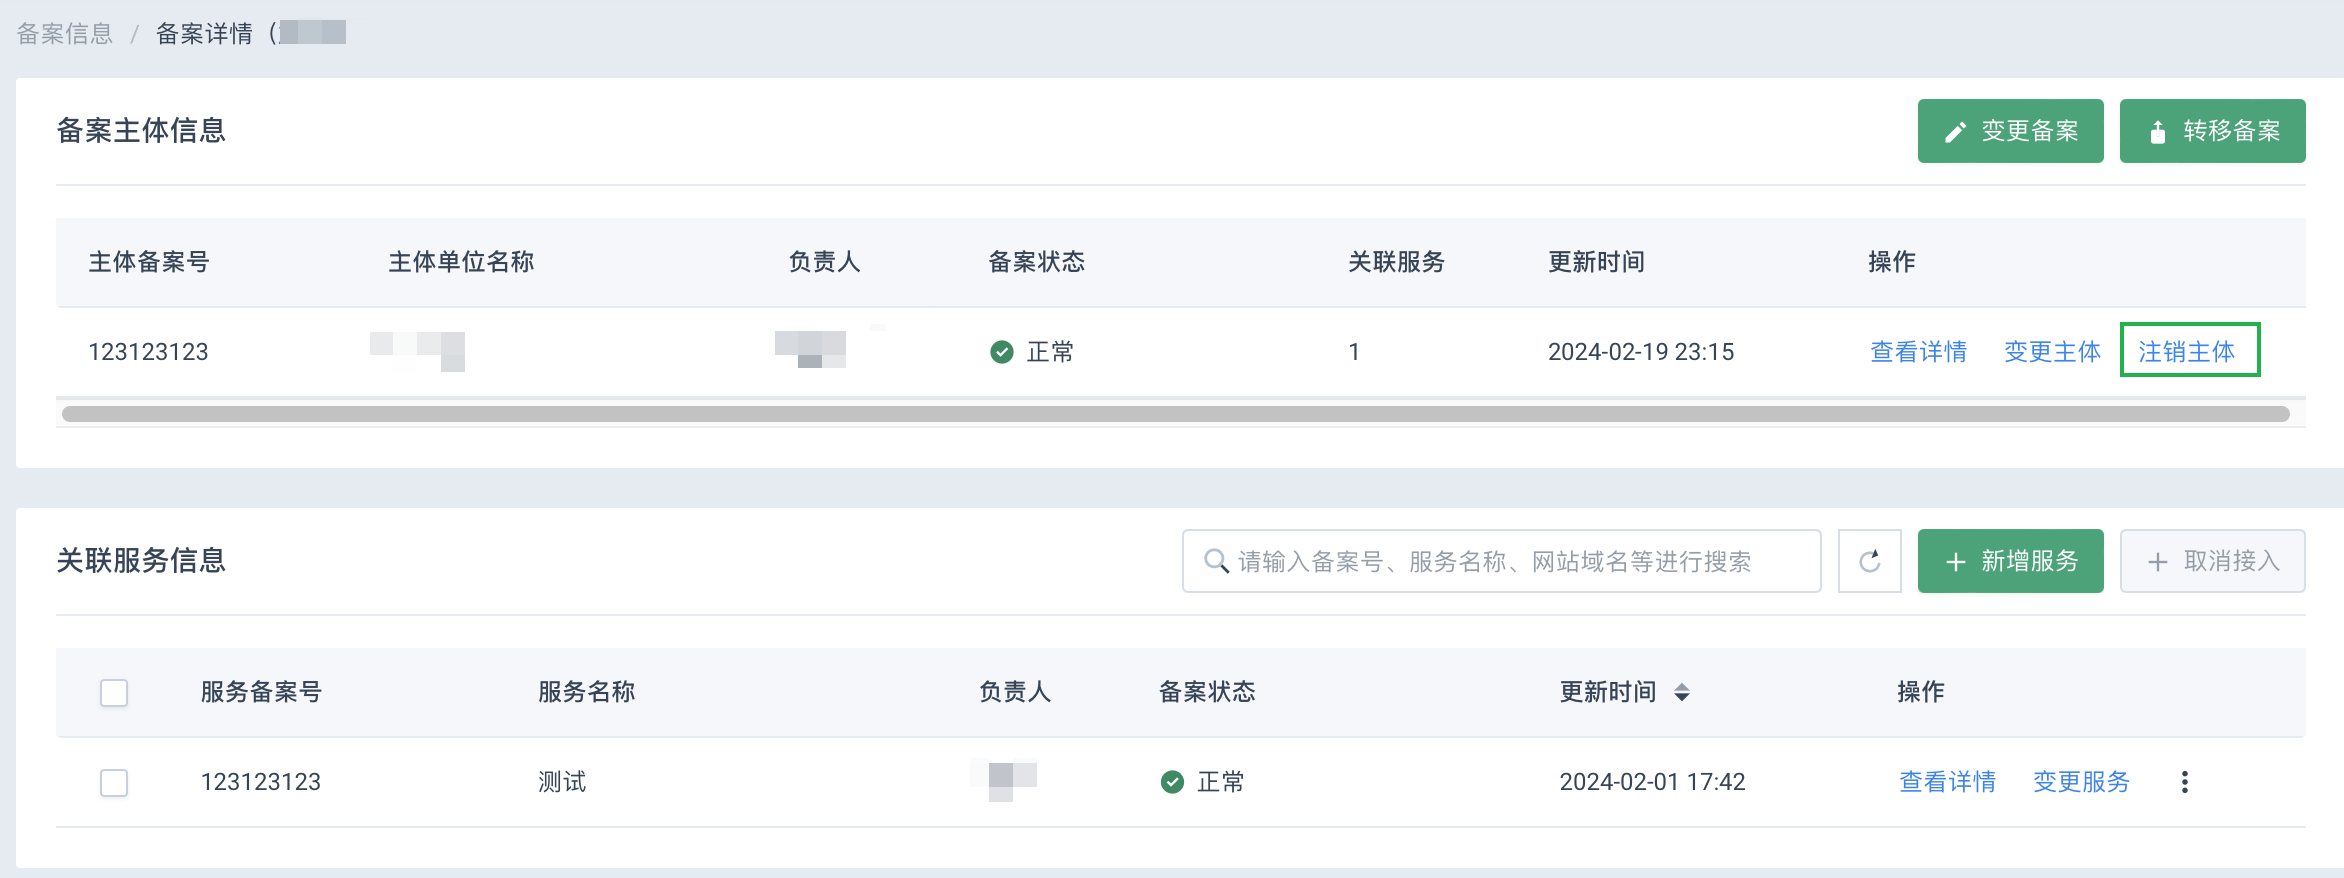 备案信息 / 备案详情（
备案主体信息 变更备案 转移备案
主体备案号 主体单位名称 负责人 备案状态 关联服务 更新时间 操作
123123123 正常 1 2024-02-19 23:15 查看详情 变更主体 注销主体
关联服务信息 请输入备案号、服务名称、网站域名等进行搜索 新增服务 取消接入
服务备案号 服务名称 负责人 备案状态 更新时间 操作
123123123 测试 正常 2024-02-01 17:42 查看详情 变更服务